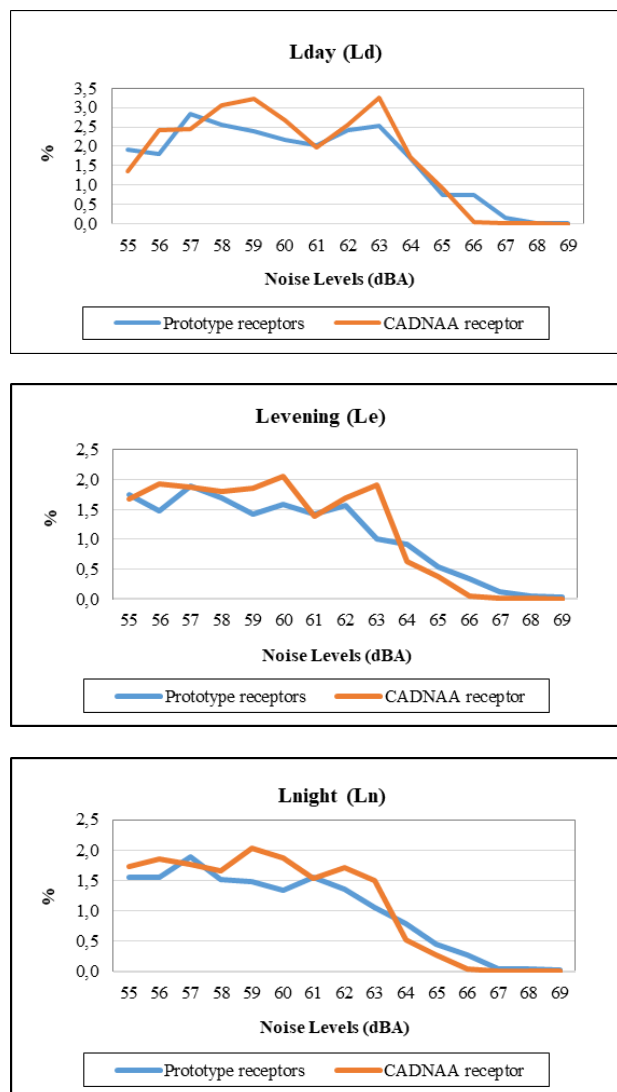 Lday (Ld)
3,5
3,0
2,5
2,0
1,5
1,0
0,5
0,0
%
55 56 57 58 59 60 61 62 63 64 65 66 67 68 69
Noise Levels (dBA)
Prototype receptors CADNAA receptor
Levening (Le)
2,5
2,0
1,5
1,0
0,5
0,0
%
55 56 57 58 59 60 61 62 63 64 65 66 67 68 69
Noise Levels (dBA)
Prototype receptors CADNAA receptor
Lnight (Ln)
2,5
2,0
1,5
1,0
0,5
0,0
%
55 56 57 58 59 60 61 62 63 64 65 66 67 68 69
Noise Levels (dBA)
Prototype receptors CADNAA receptor